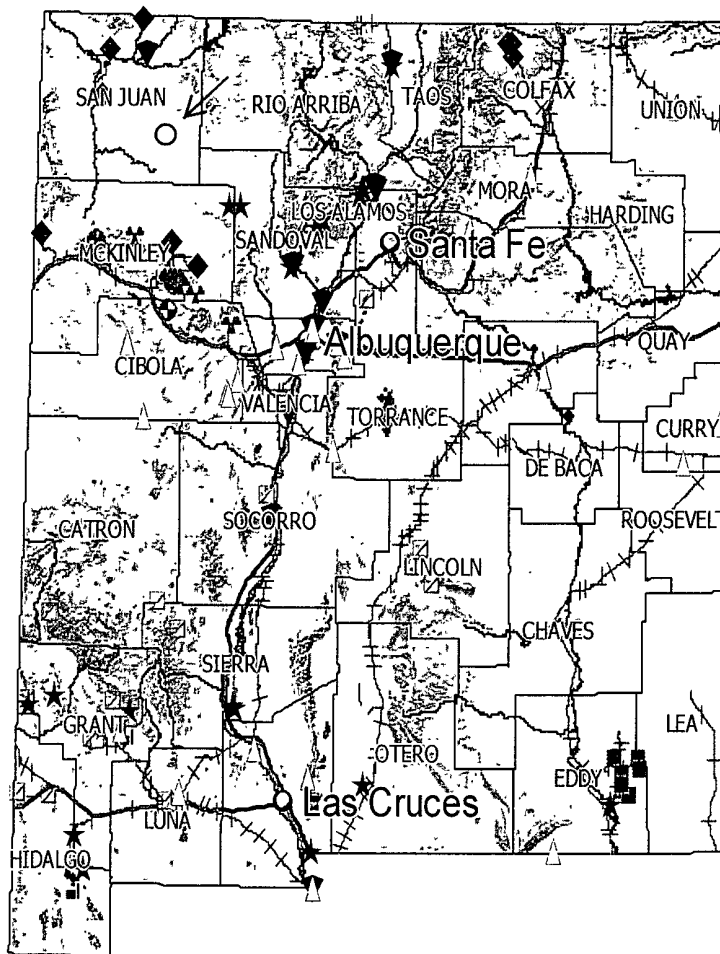 SAN JUAN
RIO ARRIBA
TAOS
COLFAX
UNION
MORA
LOS ALAMOS
HARDING
MCKINLEY
SANDOVAL
Santa Fe
Albuquerque
QUAY
CIBOLA
VALENCIA
TORRANCE
CURRY
DE BACA
CATRON
SOCORRO
ROOSEVELT
LINCOLN
CHAVES
SIERRA
GRANT
LEA
OTERO
EDDY
Las Cruces
LUNA
HIDALGO